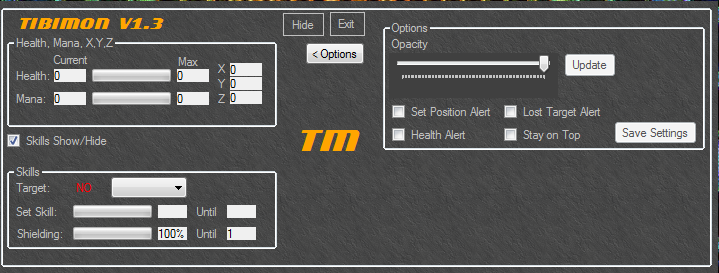 TIBIMON V1.3
Hide
Exit
< Options
Health, Mana, X,Y,Z
Current
Max
Health:
0
0
X
0
Y
0
Mana:
0
0
Z
0
Skills Show/Hide
TM
Skills
Target:
NO
Set Skill:
Until
Shielding:
100%
Until
1
Options
Opacity
Update
Set Position Alert
Lost Target Alert
Health Alert
Stay on Top
Save Settings